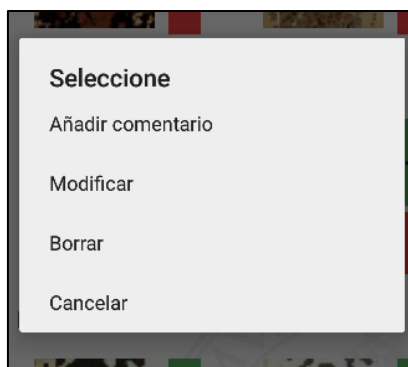 Seleccione
Añadir comentario
Modificar
Borrar
Cancelar